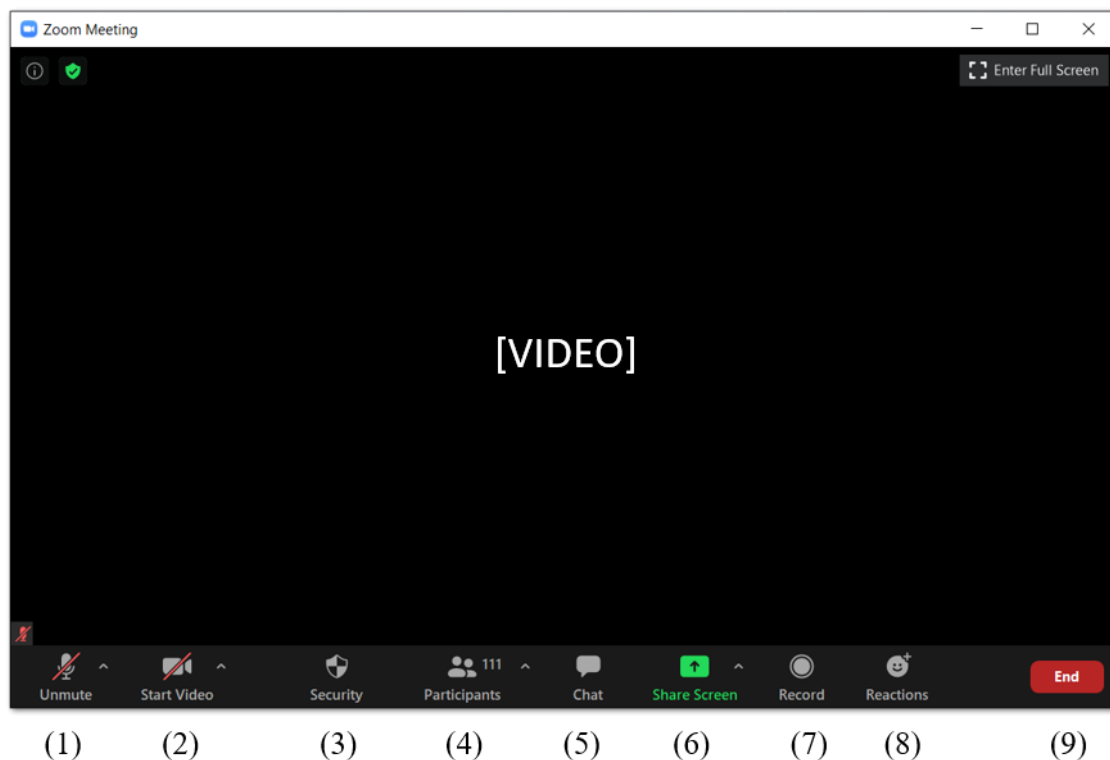 Zoom Meeting
Enter Full Screen
[VIDEO]
111
Unmute Start Video Security Participants Chat Share Screen Record Reactions End
(1) (2) (3) (4) (5) (6) (7) (8) (9)